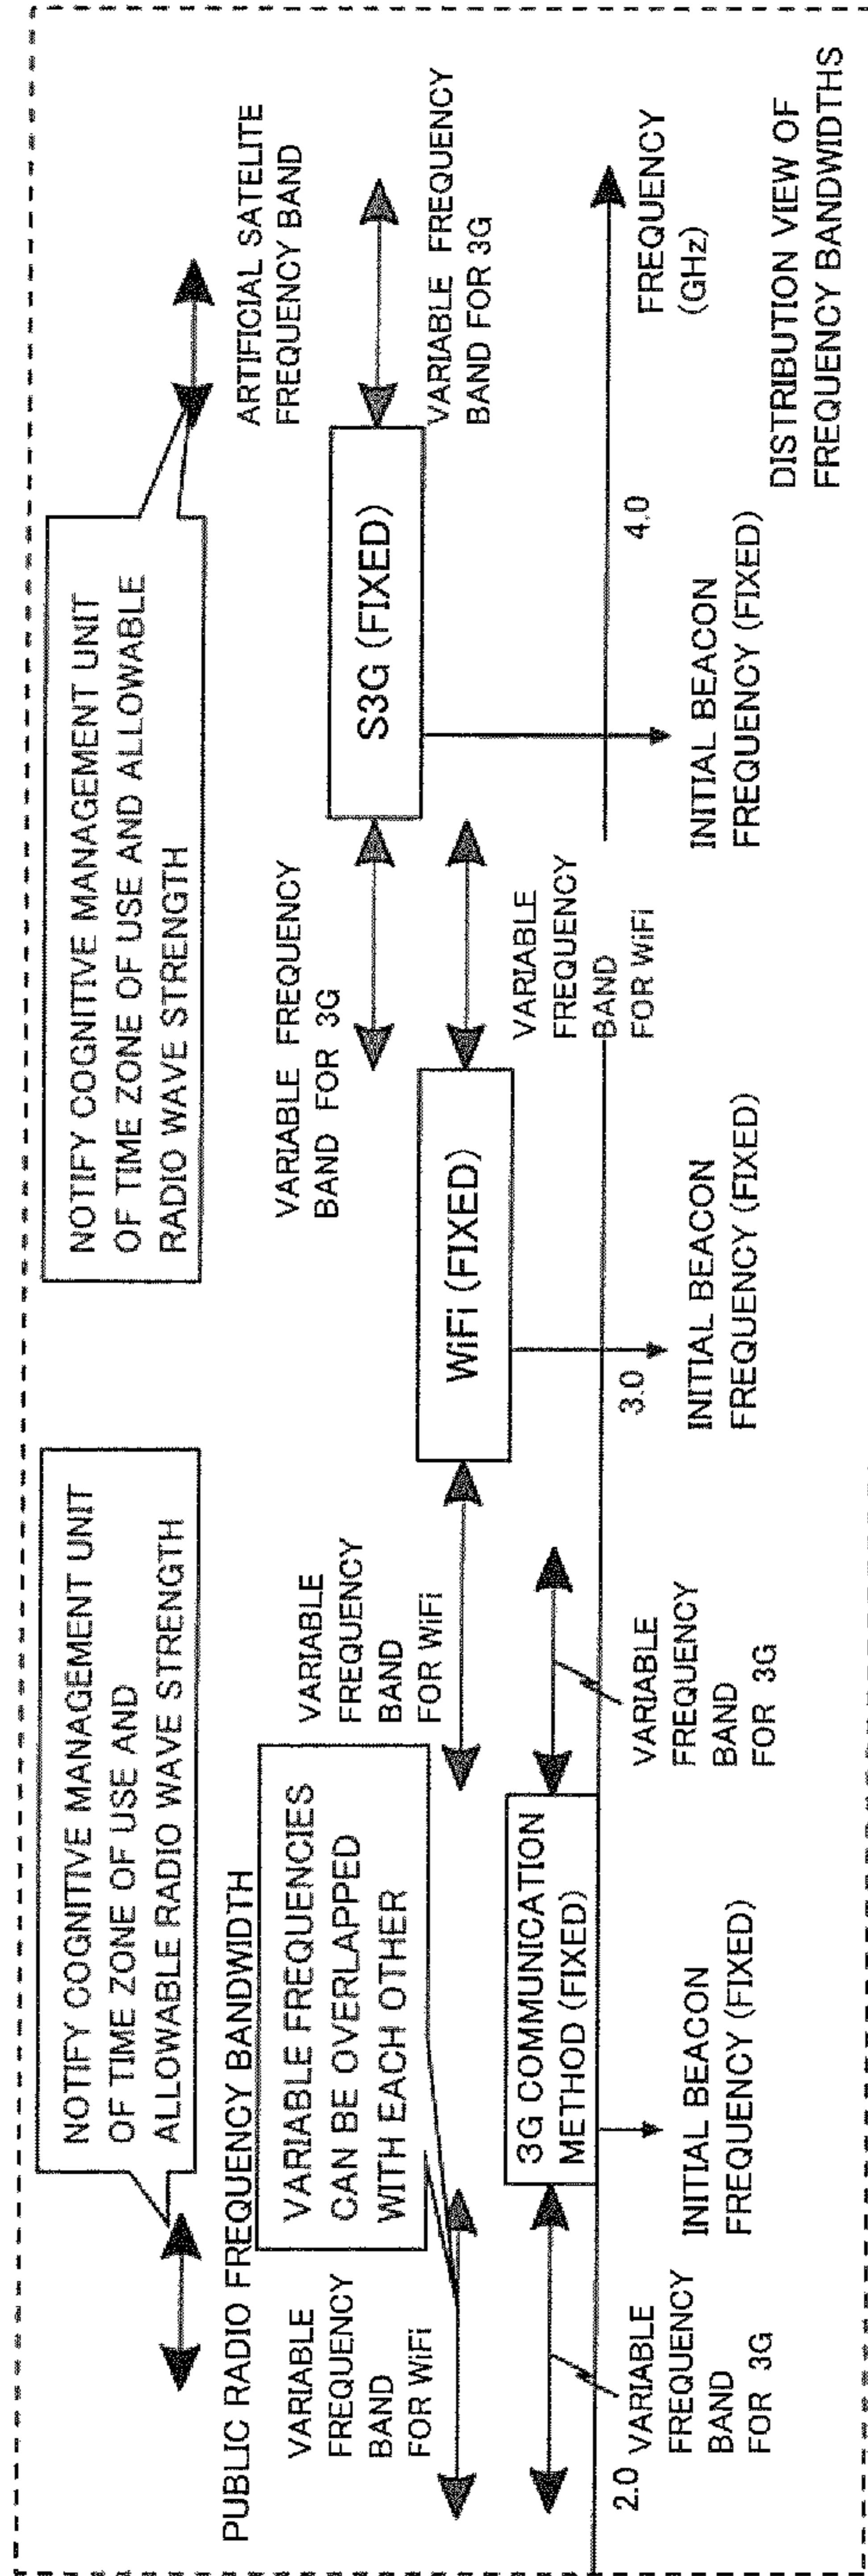 NOTIFY COGNITIVE MANAGEMENT UNIT
OF TIME ZONE OF USE AND
ALLOWABLE RADIO WAVE STRENGTH
NOTIFY COGNITIVE MANAGEMENT UNIT
OF TIME ZONE OF USE AND ALLOWABLE
RADIO WAVE STRENGTH
PUBLIC RADIO FREQUENCY BANDWIDTH
ARTIFICIAL SATELITE
FREQUENCY BAND
VARIABLE
FREQUENCY
BAND
FOR WiFi
VARIABLE FREQUENCIES
CAN BE OVERLAPPED
WITH EACH OTHER
VARIABLE
FREQUENCY
BAND
FOR WiFi
VARIABLE FREQUENCY
BAND FOR 3G
S3G (FIXED)
VARIABLE FREQUENCY
BAND FOR 3G
WiFi (FIXED)
VARIABLE
FREQUENCY
BAND
FOR WiFi
3G COMMUNICATION
METHOD (FIXED)
2.0
VARIABLE
FREQUENCY
BAND
FOR 3G
INITIAL BEACON
FREQUENCY (FIXED)
VARIABLE
FREQUENCY
BAND
FOR 3G
3.0
INITIAL BEACON
FREQUENCY (FIXED)
INITIAL BEACON
FREQUENCY (FIXED)
4.0
FREQUENCY
(GHz)
DISTRIBUTION VIEW OF
FREQUENCY BANDWIDTHS